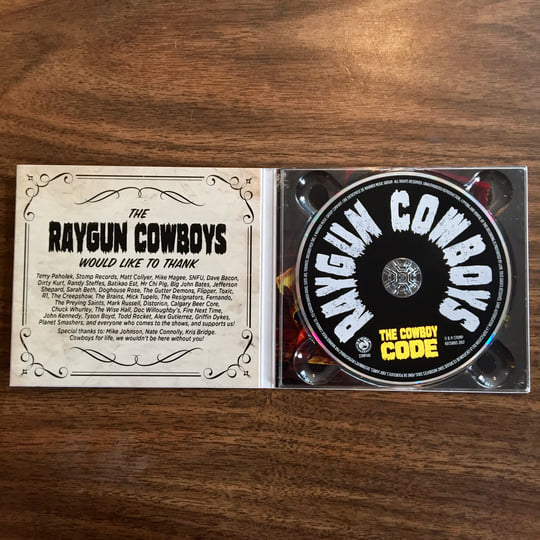 THE
RAYGUN COWBOYS
WOULD LIKE TO THANK
Terry Paholek, Stomp Records, Matt Collyer, Mike Magee, SNFU, Dave Bacon,
Dirty Kurt, Randy Steffes, Batikao Est, Mr Chi Pig, Big John Bates, Jefferson
Shepard, Sarah Beth, Doghouse Rose, The Gutter Demons, Flipper, Toxic,
R1, The Creepshow, The Brains, Mick Tupelo, The Resignators, Fernando,
The Preying Saints, Mark Russell, Distorion, Calgary Beer Core,
Chuck Whurley, The Wise Hall, Doc Willoughby's, Fire Next Time,
John Kennedy, Tyson Boyd, Todd Rocket, Alex Gutierrez, Griffin Dykes,
Planet Smashers, and everyone who comes to the shows, and supports us!
Special thanks to: Mike Johnson, Nate Connolly, Kris Bridge.
Cowboys for life, we wouldn't be here without you!
RAYGUN COWBOYS
THE COWBOY
CODE
℗ & © STOMP
RECORDS 2017